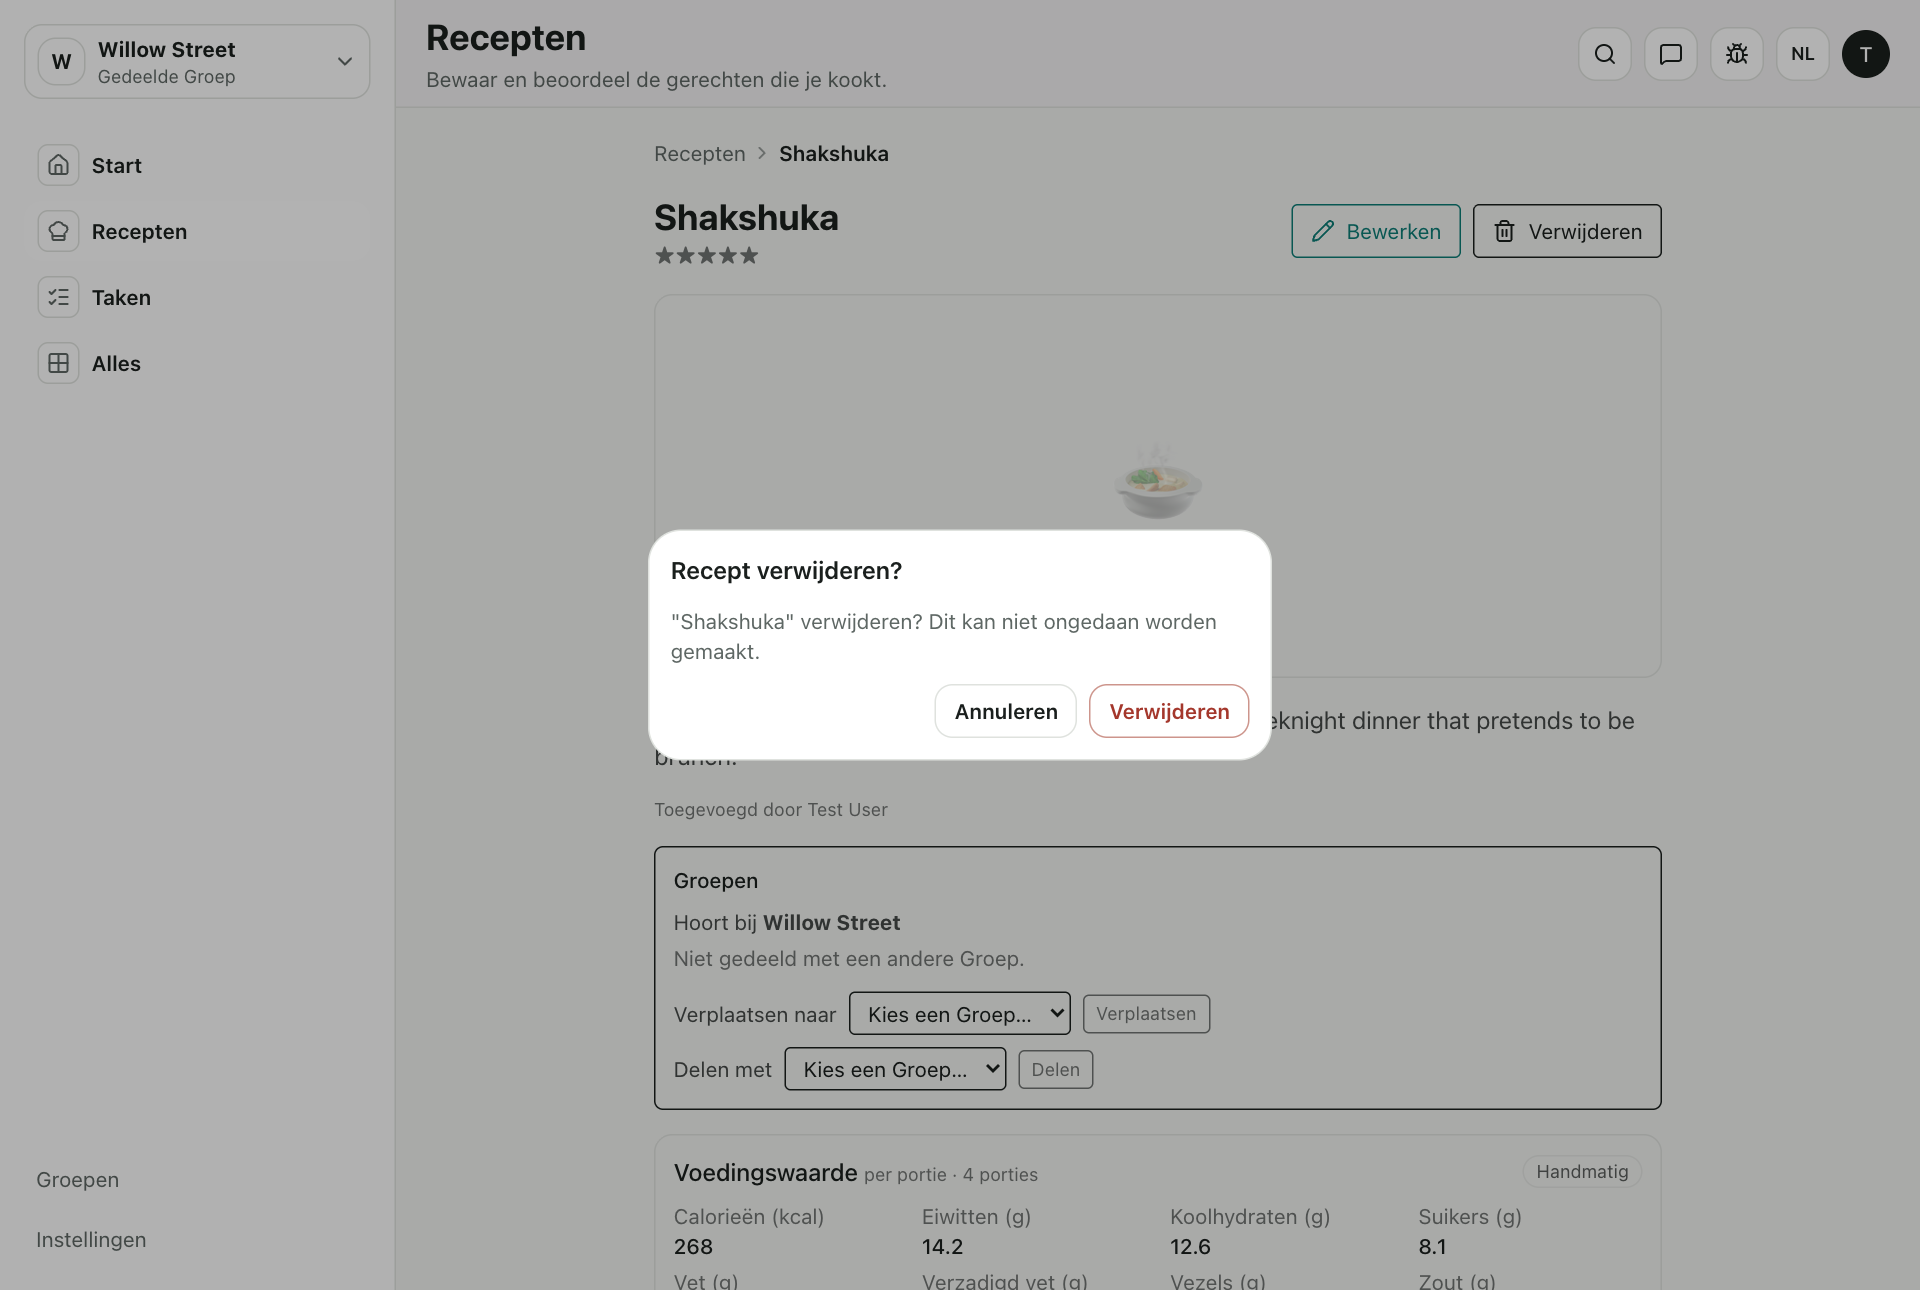 W
Willow Street
Gedeelde Groep
Start
Recepten
Taken
Alles
Groepen
Instellingen
Recepten
Bewaar en beoordeel de gerechten die je kookt.
NL
T
Recepten > Shakshuka
Shakshuka
★★★★★
Bewerken
Verwijderen
Recept verwijderen?
"Shakshuka" verwijderen? Dit kan niet ongedaan worden
gemaakt.
Annuleren
Verwijderen
dinner that pretends to be
Toegevoegd door Test User
Groepen
Hoort bij Willow Street
Niet gedeeld met een andere Groep.
Verplaatsen naar Kies een Groep... Verplaatsen
Delen met Kies een Groep... Delen
Voedingswaarde per portie · 4 porties
Handmatig
Calorieën (kcal) Eiwitten (g) Koolhydraten (g) Suikers (g)
268 14.2 12.6 8.1
Vet (g) Verzadigd vet (g) Vezels (g) Zout (g)